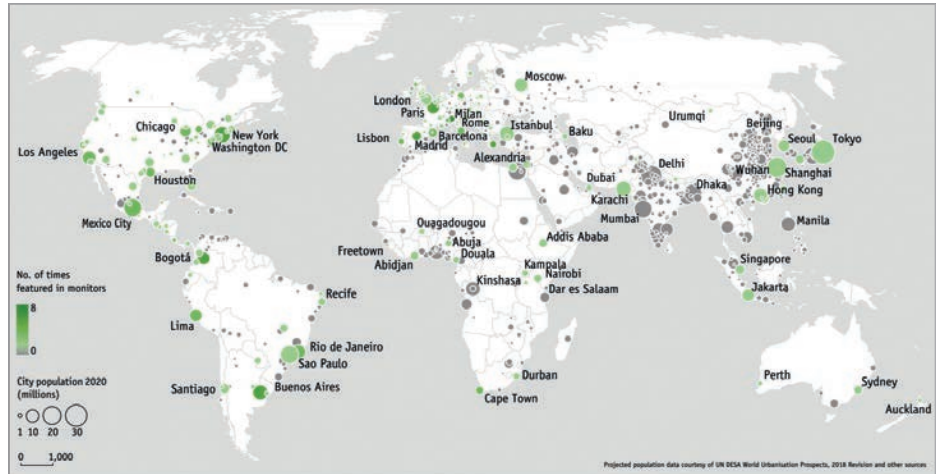 Moscow
London
Paris
Milan
Rome
Urumqi
Beijing
Chicago
New York
Istanbul
Baku
Seoul
Tokyo
Washington DC
Lisbon
Barcelona
Madrid
Los Angeles
Alexandria
Delhi
Wuhan
Shanghai
Houston
Dubai
Dhaka
Hong Kong
Karachi
Mexico City
Mumbai
Ouagadougou
Manila
Freetown
Abuja
Addis Ababa
Bogotá
Abidjan
Douala
Singapore
No. of times
featured in monitors
Kampala
Nairobi
Kinshasa
Dar es Salaam
Recife
Jakarta
8
Lima
0
Rio de Janeiro
Sao Paulo
City population 2020
(millions)
Santiago
Buenos Aires
Durban
Perth
Sydney
Cape Town
Auckland
1 10 20 30
0 1,000
Projected population data courtesy of UN DESA World Urbanisation Prospects, 2018 Revision and other sources